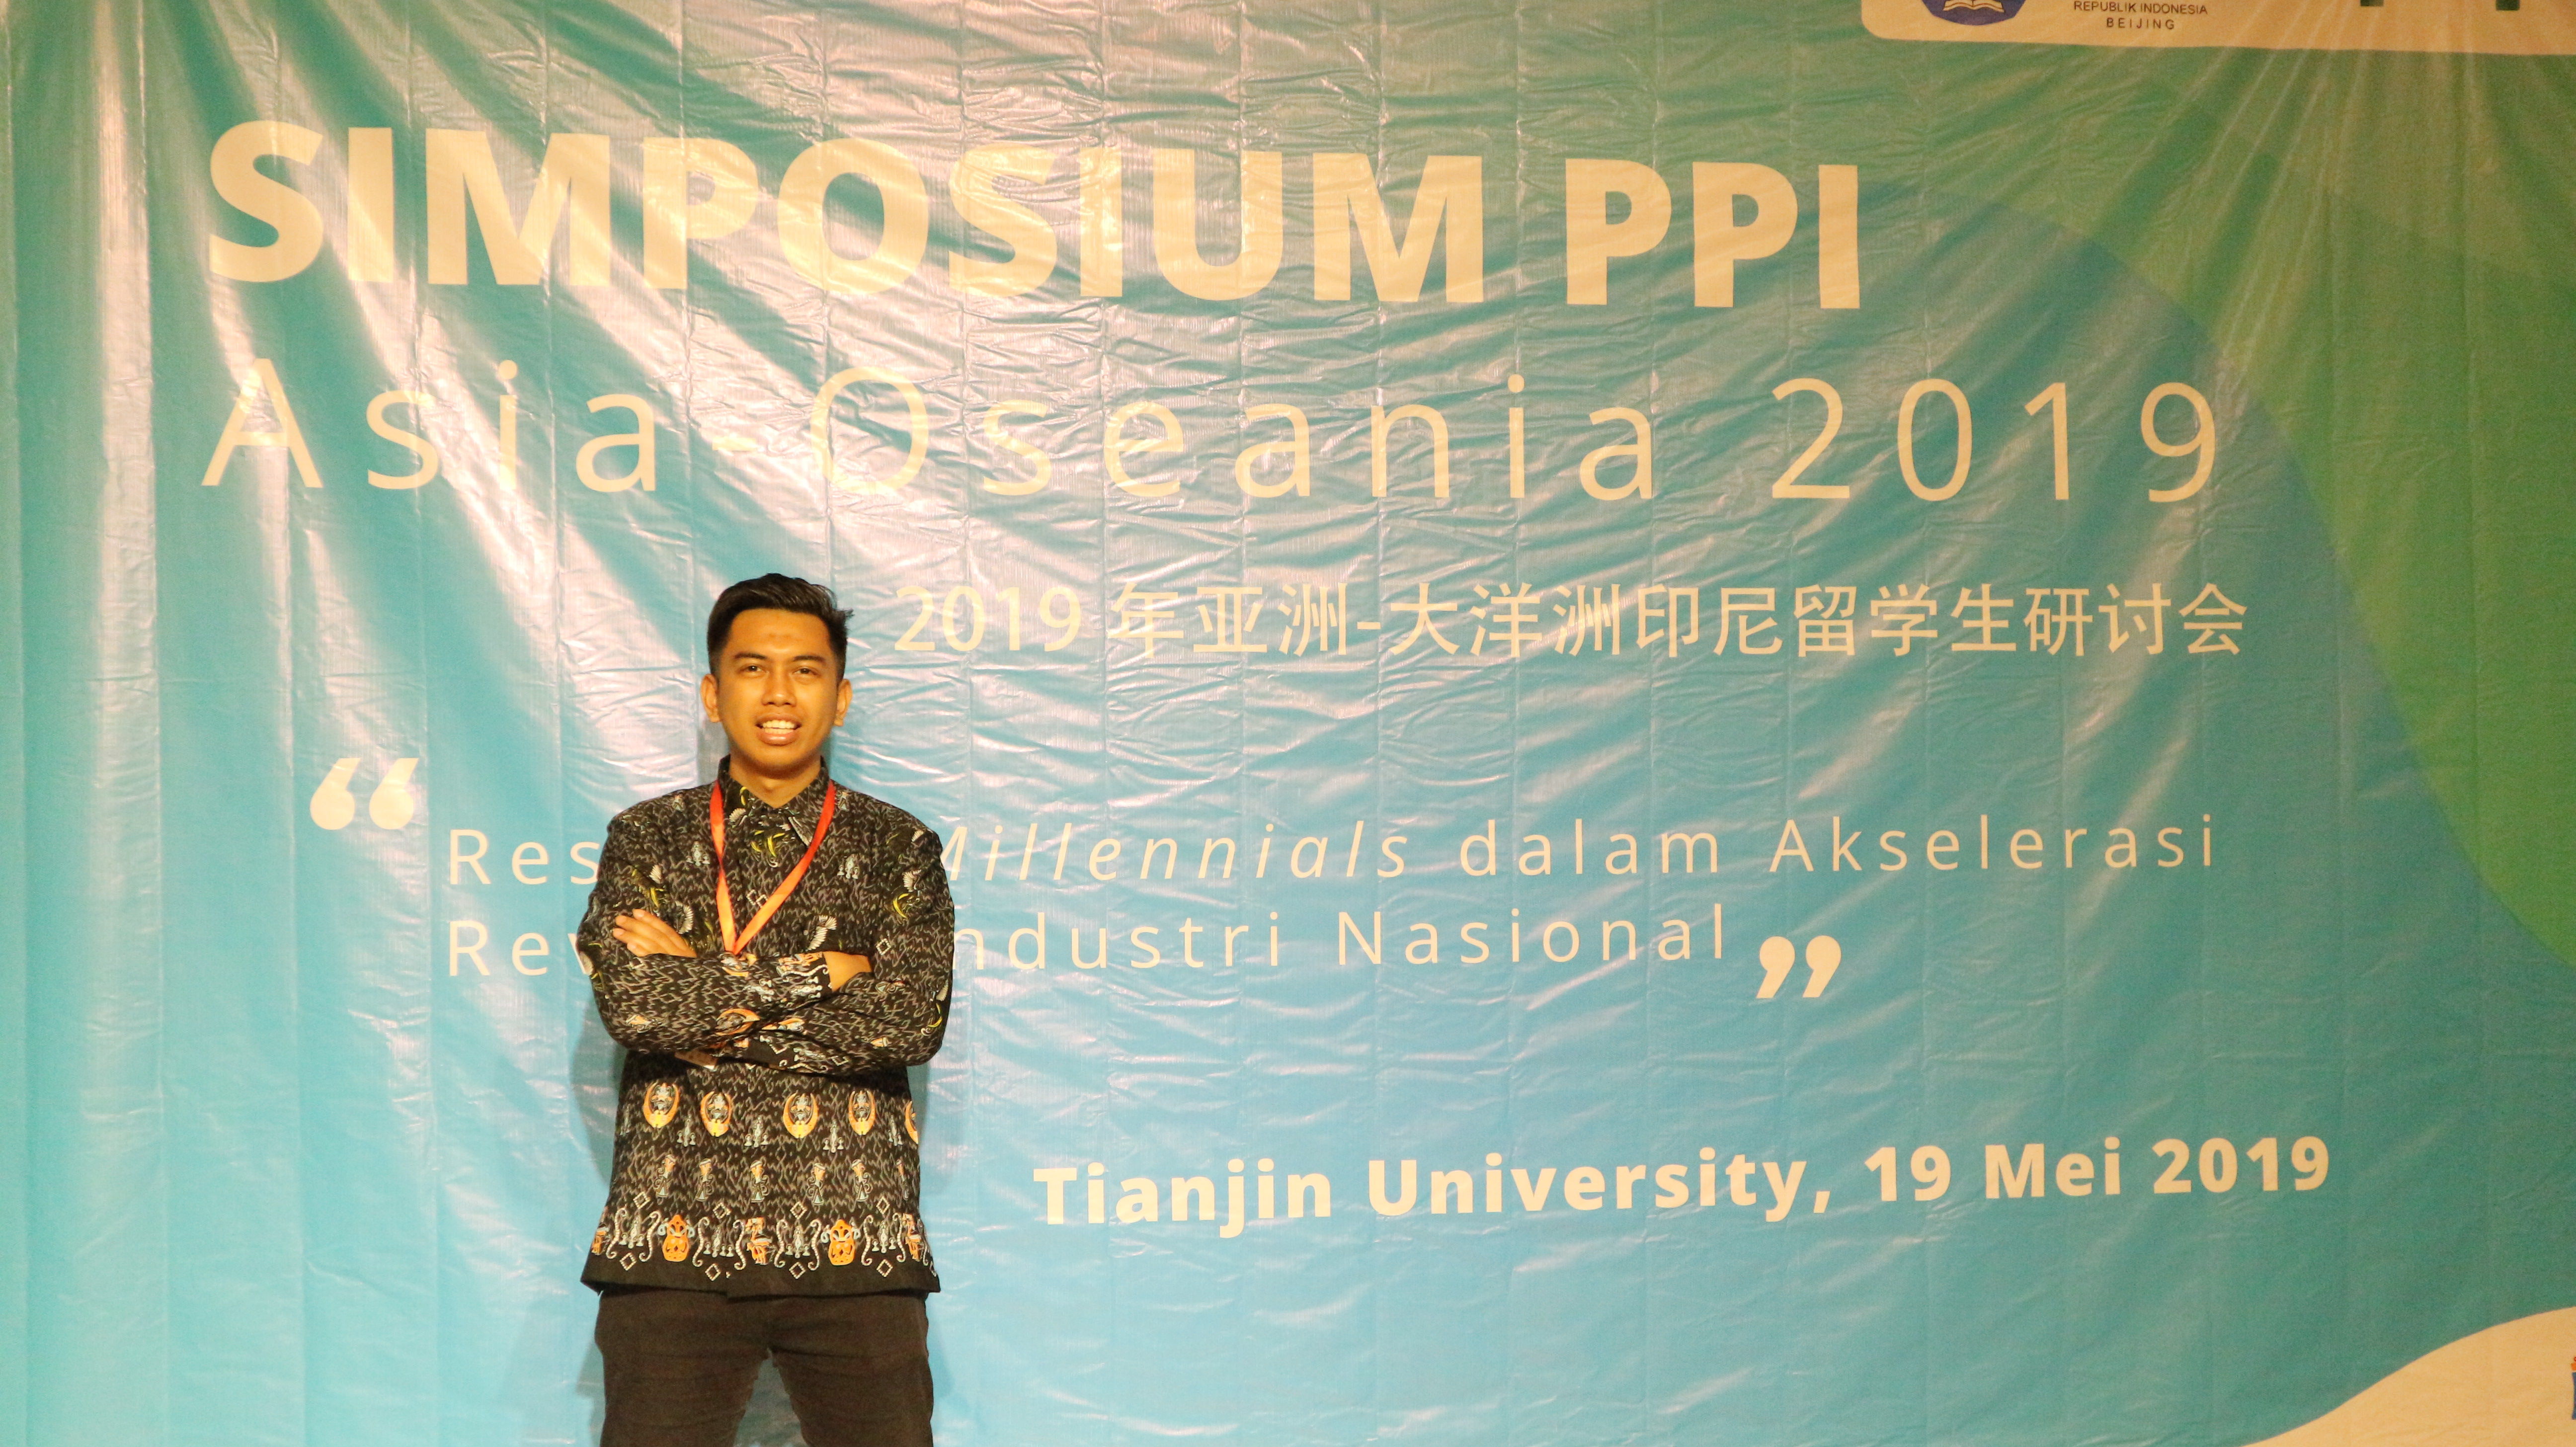 REPUBLIK INDONESIA
BEIJING
SIMPOSIUM PPI
Asia-Oseania 2019
2019 年亚洲-大洋洲印尼留学生研讨会
“
Millennials dalam Akselerasi
Nasional ”
Tianjin University, 19 Mei 2019